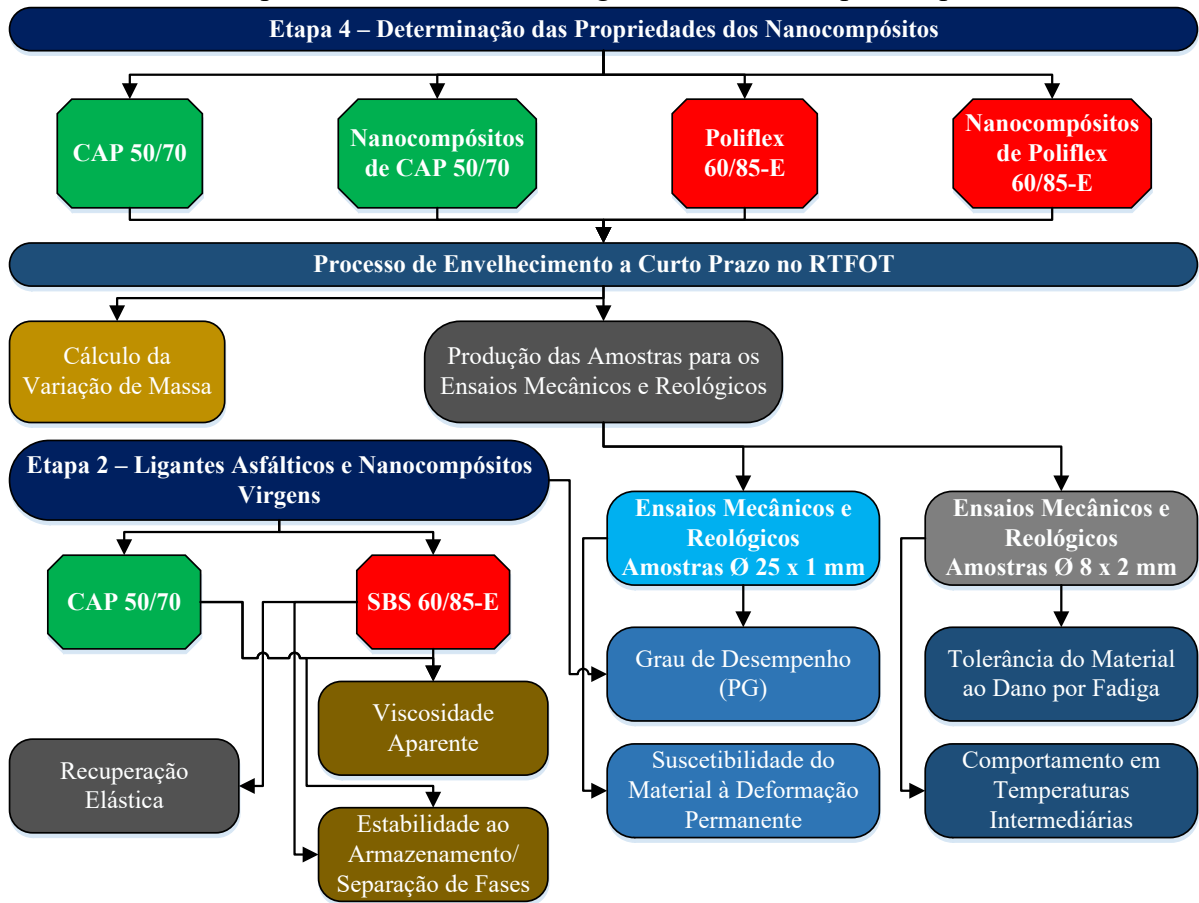 Etapa 4 – Determinação das Propriedades dos Nanocompósitos
CAP 50/70
Nanocompósitos
de CAP 50/70
Poliflex
60/85-E
Nanocompósitos
de Poliflex
60/85-E
Processo de Envelhecimento a Curto Prazo no RTFOT
Cálculo da
Variação de Massa
Produção das Amostras para os
Ensaios Mecânicos e Reológicos
Etapa 2 – Ligantes Asfálticos e Nanocompósitos
Virgens
Ensaios Mecânicos e
Reológicos
Amostras Ø 25 x 1 mm
Ensaios Mecânicos e
Reológicos
Amostras Ø 8 x 2 mm
CAP 50/70
SBS 60/85-E
Grau de Desempenho
(PG)
Tolerância do Material
ao Dano por Fadiga
Viscosidade
Aparente
Recuperação
Elástica
Suscetibilidade do
Material à Deformação
Permanente
Comportamento em
Temperaturas
Intermediárias
Estabilidade ao
Armazenamento/
Separação de Fases